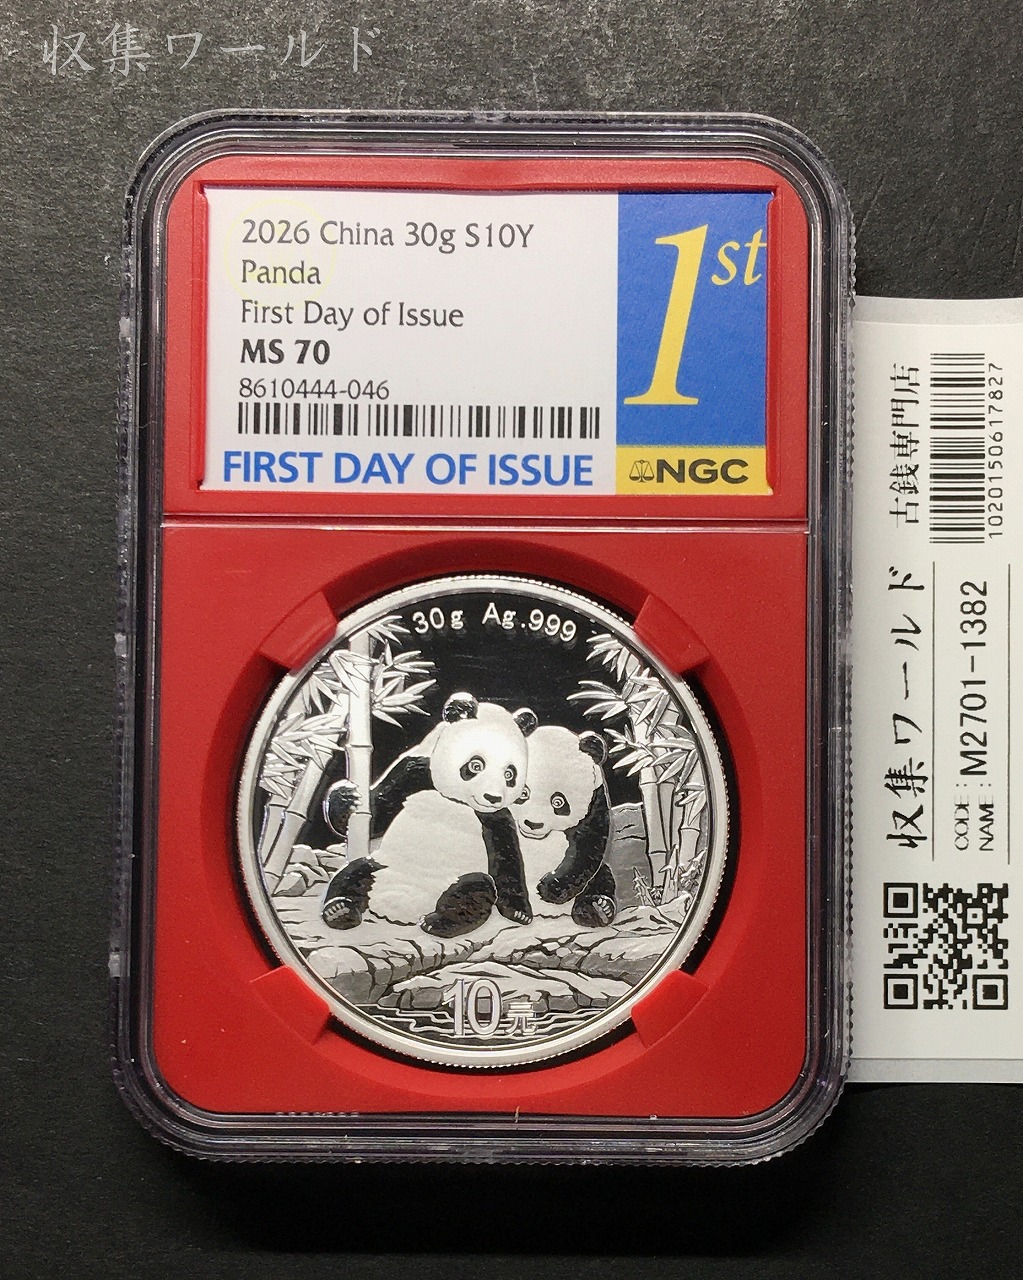 収集ワールド
2026 China 30g S10Y
Panda
First Day of Issue
MS 70
8610444-046
FIRST DAY OF ISSUE
1st
NGC
30g Ag.999
10元
古銭専門店
収集ワールド
1020150617827
CODE:
NAME: M2701-1382